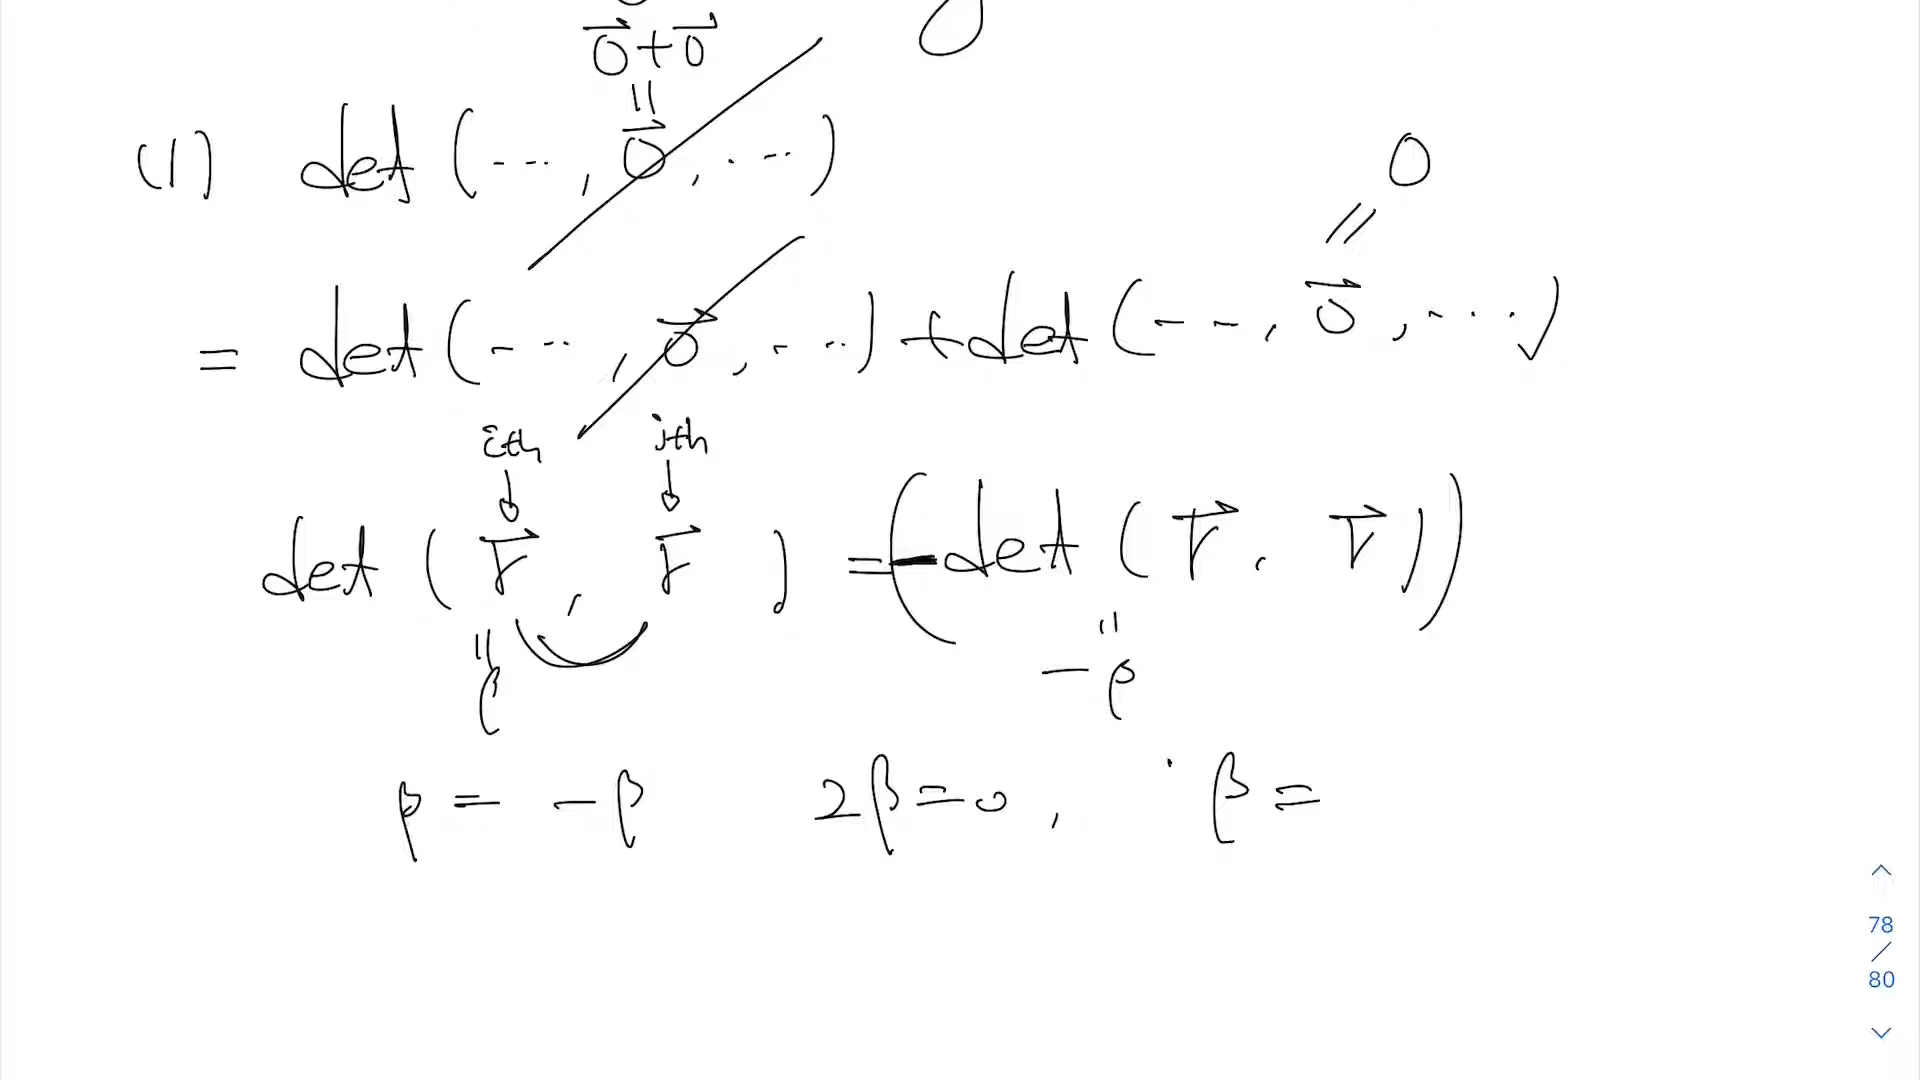 0⃗ + 0⃗
||
(1) det (---, 0⃗, ---)
0
||
= det (---, 0⃗, ---) + det (---, 0⃗, ---)
ith jth
↓ ↓
det ( r⃗, r⃗ ) = (-det ( r⃗, r⃗ ))
|| ||
β -β
β = -β 2β = 0, β =
78
/
80